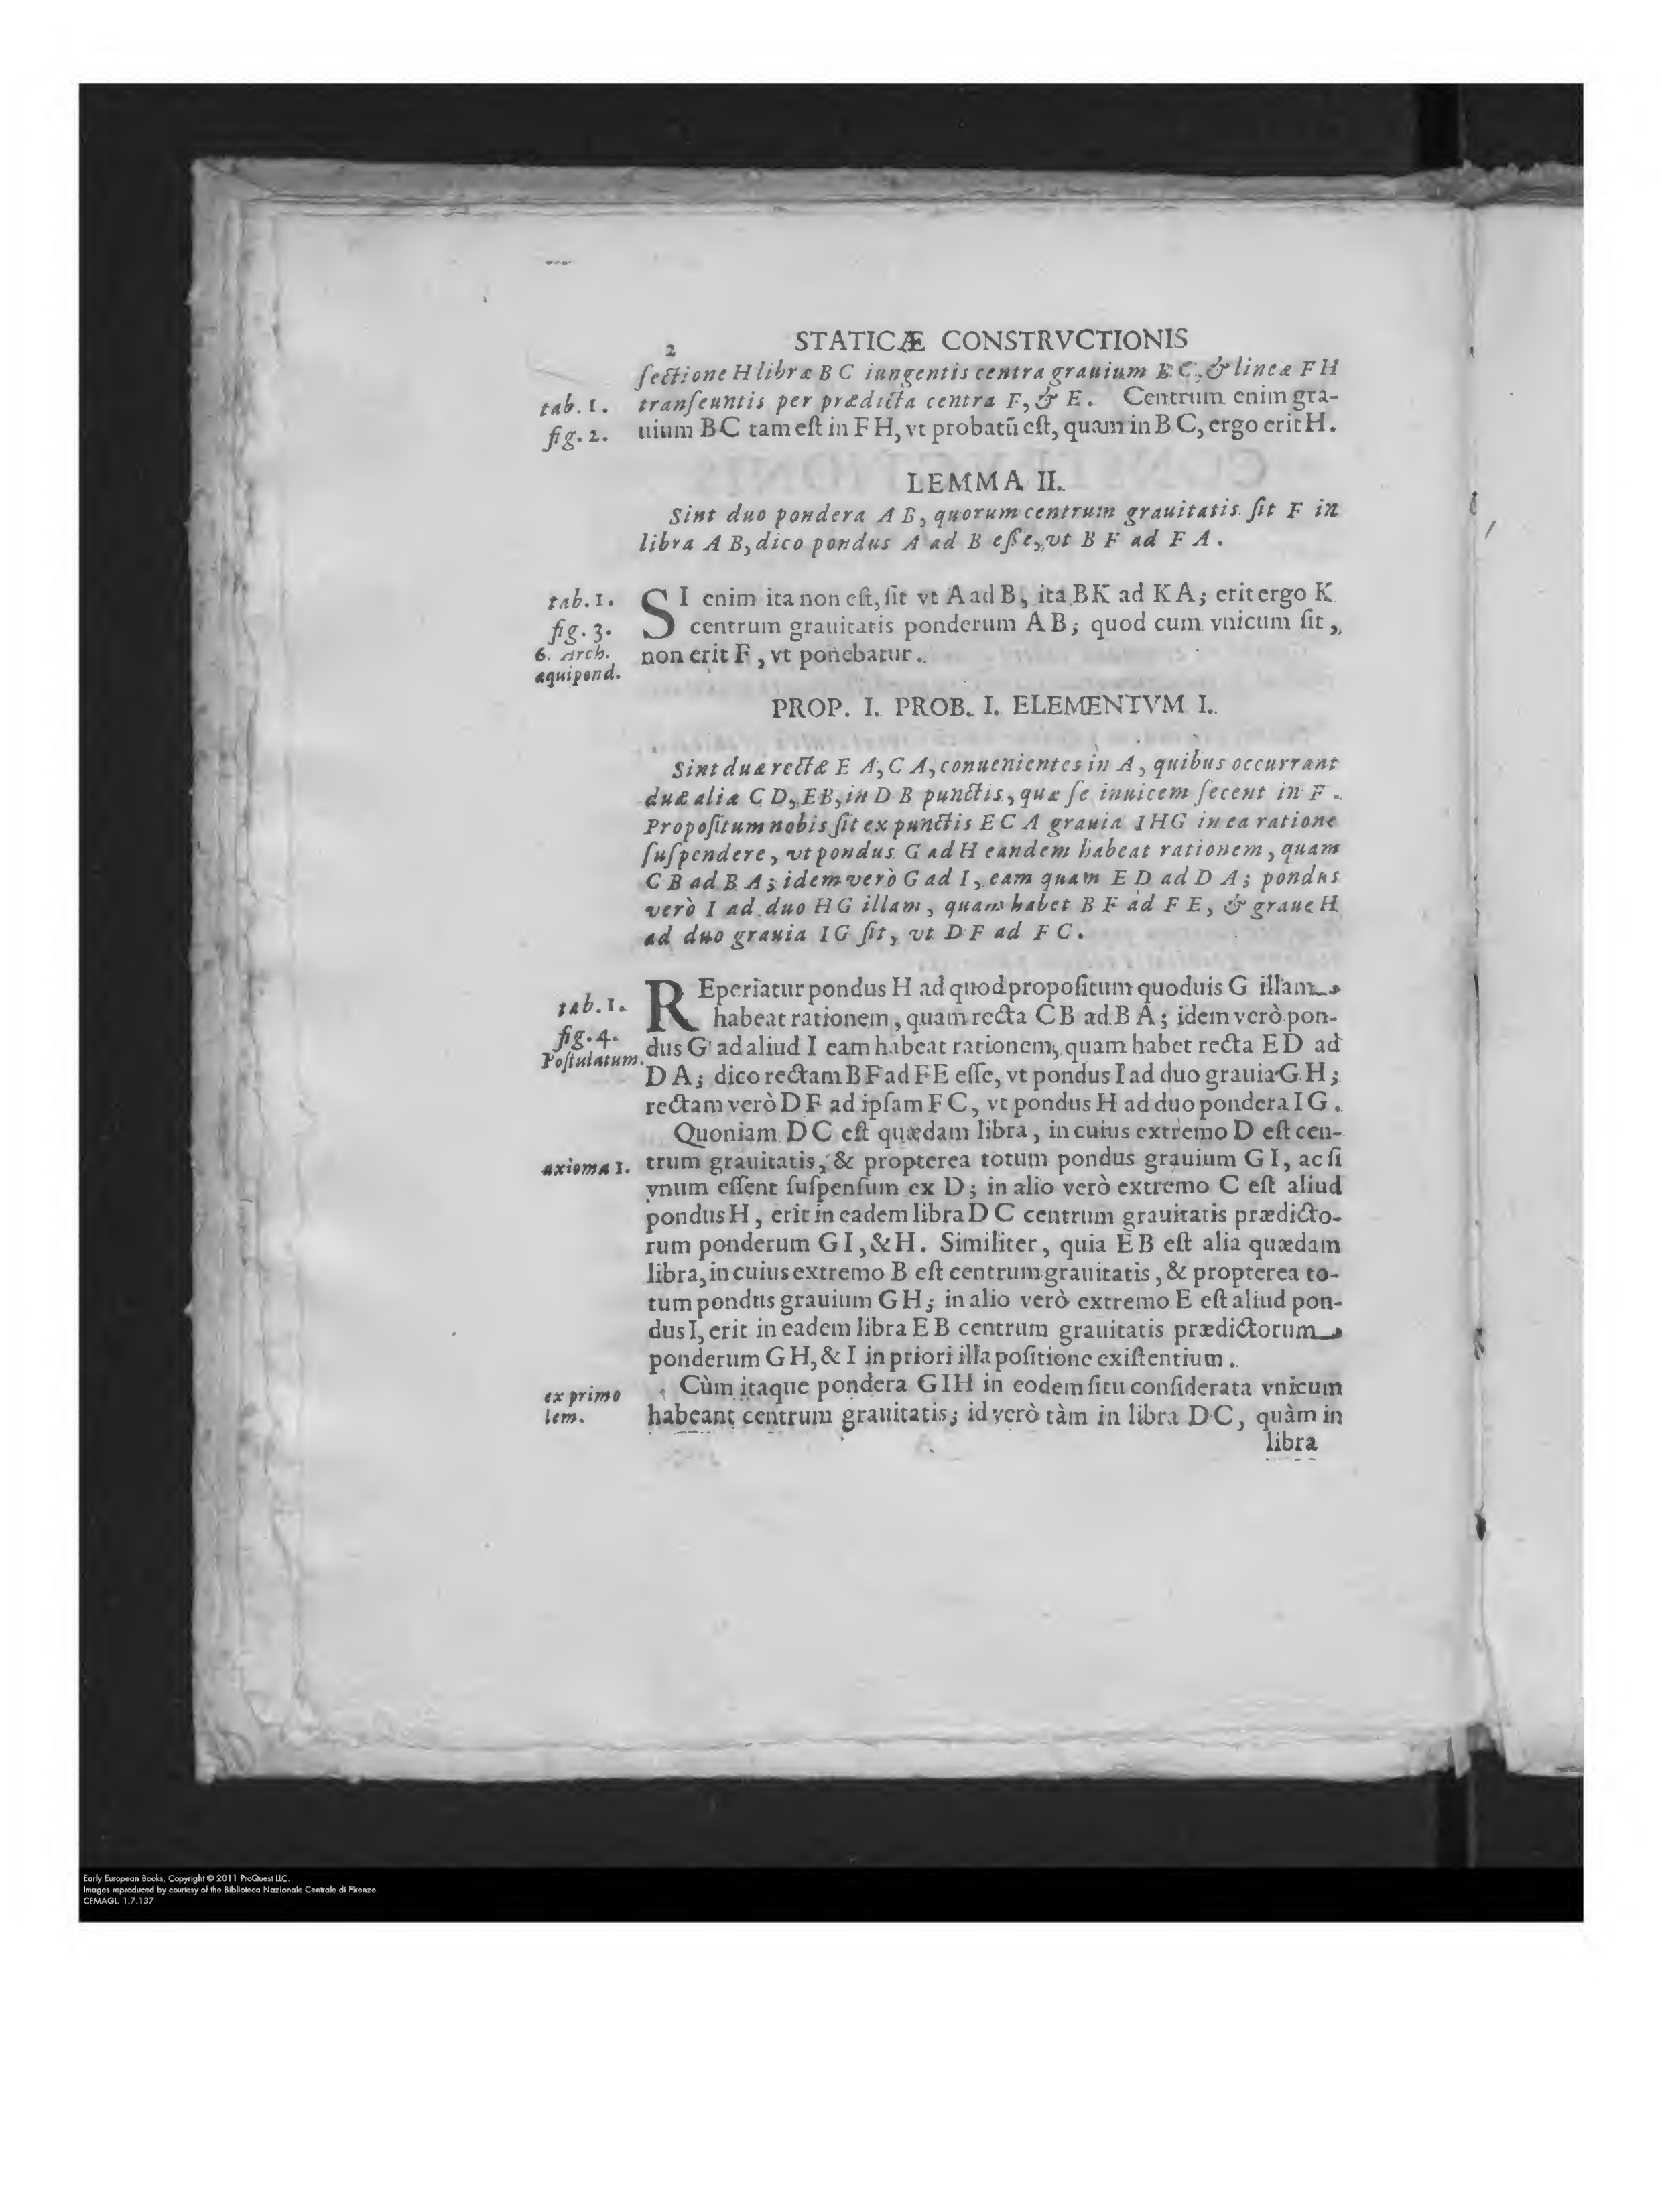 2 STATICÆ CONSTRVCTIONIS
ſectione H libræ B C iungentis centra grauium B C, & lineæ F H
tab. 1. tranſeuntis per prædicta centra F, & E. Centrum enim gra-
fig. 2. uium B C tam eſt in F H, vt probatū eſt, quam in B C, ergo erit H.
LEMMA II.
Sint duo pondera A B, quorum centrum grauitatis ſit F in
libra A B, dico pondus A ad B eſſe, vt B F ad F A.
tab. 1. SI enim ita non eſt, ſit vt A ad B, ita BK ad KA; erit ergo K
fig. 3. centrum grauitatis ponderum A B; quod cum vnicum ſit,
6. Arch. non erit F, vt ponebatur.
æquipond.
PROP. I. PROB. I. ELEMENTVM I.
Sint duæ rectæ E A, C A, conuenientes in A, quibus occurrant
duæ aliæ C D, E B, in D B punctis, quæ ſe inuicem ſecent in F.
Propoſitum nobis ſit ex punctis E C A grauia I H G in ea ratione
ſuſpendere, vt pondus G ad H eandem habeat rationem, quam
C B ad B A; idem verò G ad I, eam quam E D ad D A; pondus
verò I ad duo H G illam, quam habet B F ad F E, & graue H
ad duo grauia I G ſit, vt D F ad F C.
tab. 1. REperiatur pondus H ad quod propoſitum quoduis G illam
fig. 4. habeat rationem, quam recta CB ad BA; idem verò pon-
Poſtulatum. dus G ad aliud I eam habeat rationem, quam habet recta ED ad
DA; dico rectam BF ad FE eſſe, vt pondus I ad duo grauia G H;
rectam verò DF ad ipſam FC, vt pondus H ad duo pondera I G.
Quoniam DC eſt quædam libra, in cuius extremo D eſt cen-
axioma 1. trum grauitatis, & propterea totum pondus grauium G I, ac ſi
vnum eſſent ſuſpenſum ex D; in alio verò extremo C eſt aliud
pondus H, erit in eadem libra D C centrum grauitatis prædicto-
rum ponderum G I, & H. Similiter, quia E B eſt alia quædam
libra, in cuius extremo B eſt centrum grauitatis, & propterea to-
tum pondus grauium G H; in alio verò extremo E eſt aliud pon-
dus I, erit in eadem libra E B centrum grauitatis prædictorum
ponderum G H, & I in priori illa poſitione exiſtentium.
ex primo Cùm itaque pondera G I H in eodem ſitu conſiderata vnicum
lem. habeant centrum grauitatis; id verò tàm in libra D C, quàm in
libra
Early European Books, Copyright © 2011 ProQuest LLC.
Images reproduced by courtesy of the Biblioteca Nazionale Centrale di Firenze.
CFMAGL. 1.7.137